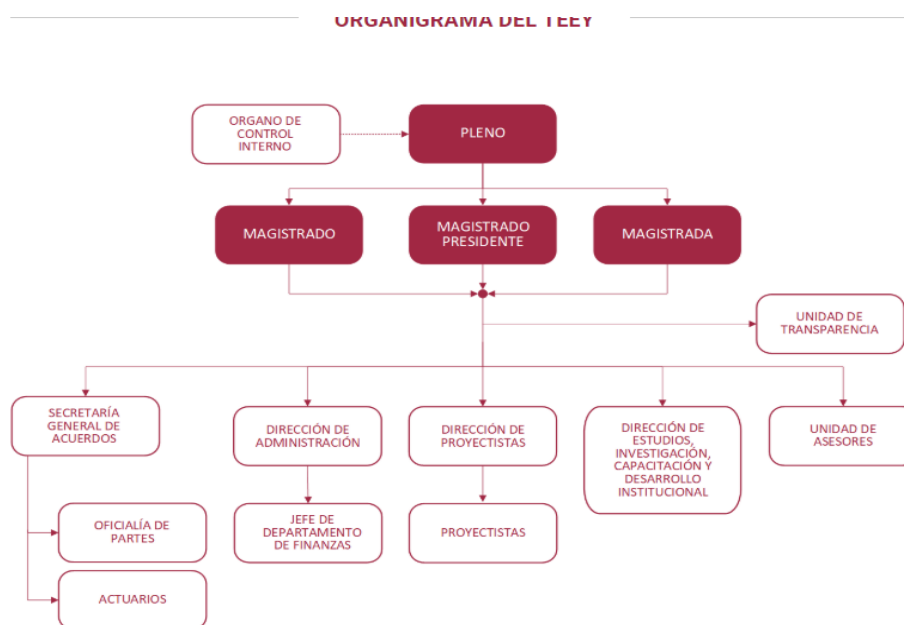 ORGANIGRAMA DEL TEEY
ORGANO DE
CONTROL
INTERNO
PLENO
MAGISTRADO
MAGISTRADO
PRESIDENTE
MAGISTRADA
UNIDAD DE
TRANSPARENCIA
SECRETARÍA
GENERAL DE
ACUERDOS
DIRECCIÓN DE
ADMINISTRACIÓN
DIRECCIÓN DE
PROYECTISTAS
DIRECCIÓN DE
ESTUDIOS,
INVESTIGACIÓN,
CAPACITACIÓN Y
DESARROLLO
INSTITUCIONAL
UNIDAD DE
ASESORES
OFICIALÍA DE
PARTES
JEFE DE
DEPARTAMENTO
DE FINANZAS
PROYECTISTAS
ACTUARIOS